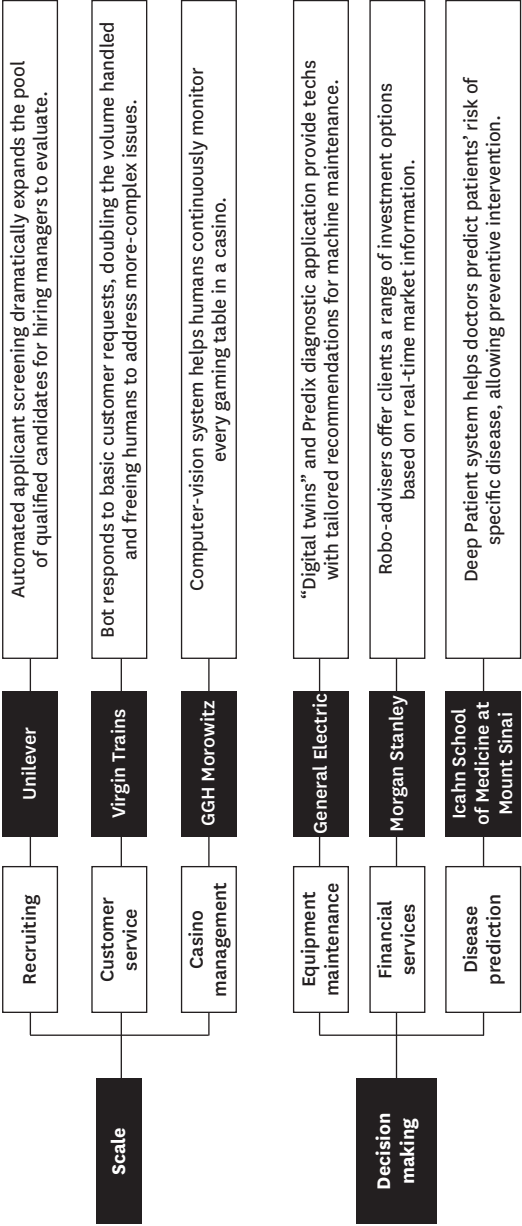 Scale
Recruiting
Unilever
Automated applicant screening dramatically expands the pool
of qualified candidates for hiring managers to evaluate.
Customer
service
Virgin Trains
Bot responds to basic customer requests, doubling the volume handled
and freeing humans to address more-complex issues.
Casino
management
GGH Morowitz
Computer-vision system helps humans continuously monitor
every gaming table in a casino.
Decision
making
Equipment
maintenance
General Electric
“Digital twins” and Predix diagnostic application provide techs
with tailored recommendations for machine maintenance.
Financial
services
Morgan Stanley
Robo-advisers offer clients a range of investment options
based on real-time market information.
Disease
prediction
Icahn School
of Medicine at
Mount Sinai
Deep Patient system helps doctors predict patients’ risk of
specific disease, allowing preventive intervention.